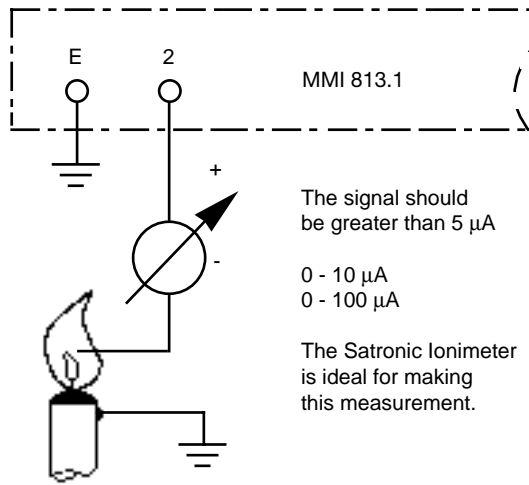 E 2
MMI 813.1
+
-
The signal should
be greater than 5 µA
0 - 10 µA
0 - 100 µA
The Satronic Ionimeter
is ideal for making
this measurement.